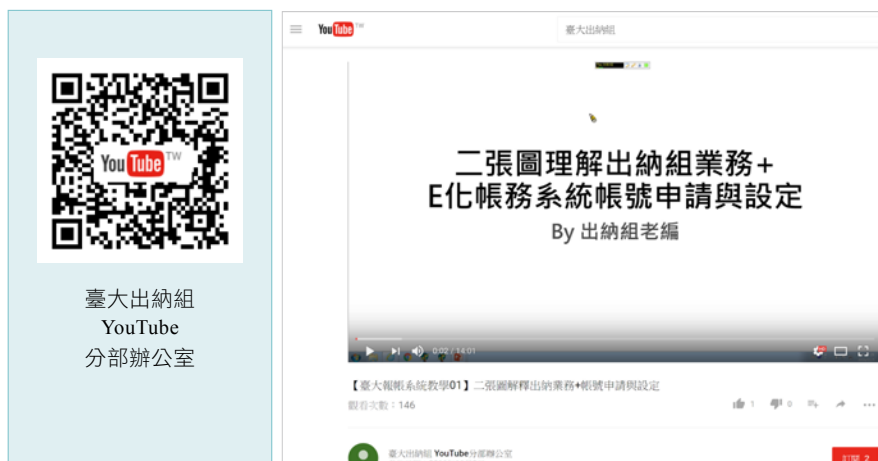 YouTube TW
臺大出納組
YouTube
分部辦公室
YouTube TW
臺大出納組
二張圖理解出納組業務+
E化帳務系統帳號申請與設定
By 出納組老編
0:02 / 14:01
【臺大報帳系統教學01】二張圖解釋出納業務+帳號申請與設定
觀看次數：146
1
0
臺大出納組 YouTube分部辦公室
訂閱 2